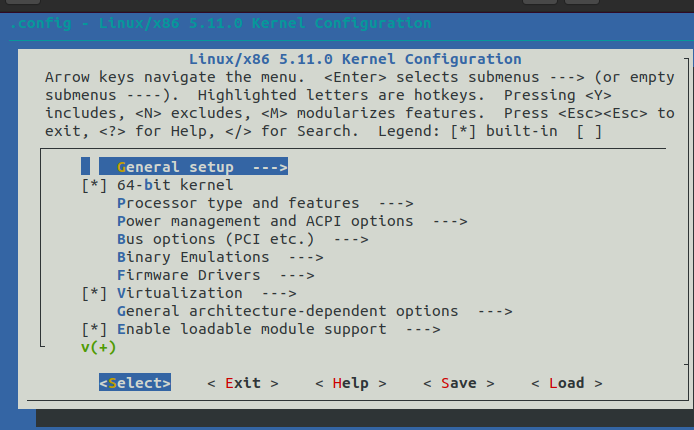 .config - Linux/x86 5.11.0 Kernel Configuration
Linux/x86 5.11.0 Kernel Configuration
Arrow keys navigate the menu.  <Enter> selects submenus ---> (or empty
submenus ----).  Highlighted letters are hotkeys.  Pressing <Y>
includes, <N> excludes, <M> modularizes features.  Press <Esc><Esc> to
exit, <?> for Help, </> for Search.  Legend: [*] built-in  [ ]
General setup  --->
[*] 64-bit kernel
Processor type and features  --->
Power management and ACPI options  --->
Bus options (PCI etc.)  --->
Binary Emulations  --->
Firmware Drivers  --->
[*] Virtualization  --->
General architecture-dependent options  --->
[*] Enable loadable module support  --->
v(+)
<Select>    < Exit >    < Help >    < Save >    < Load >